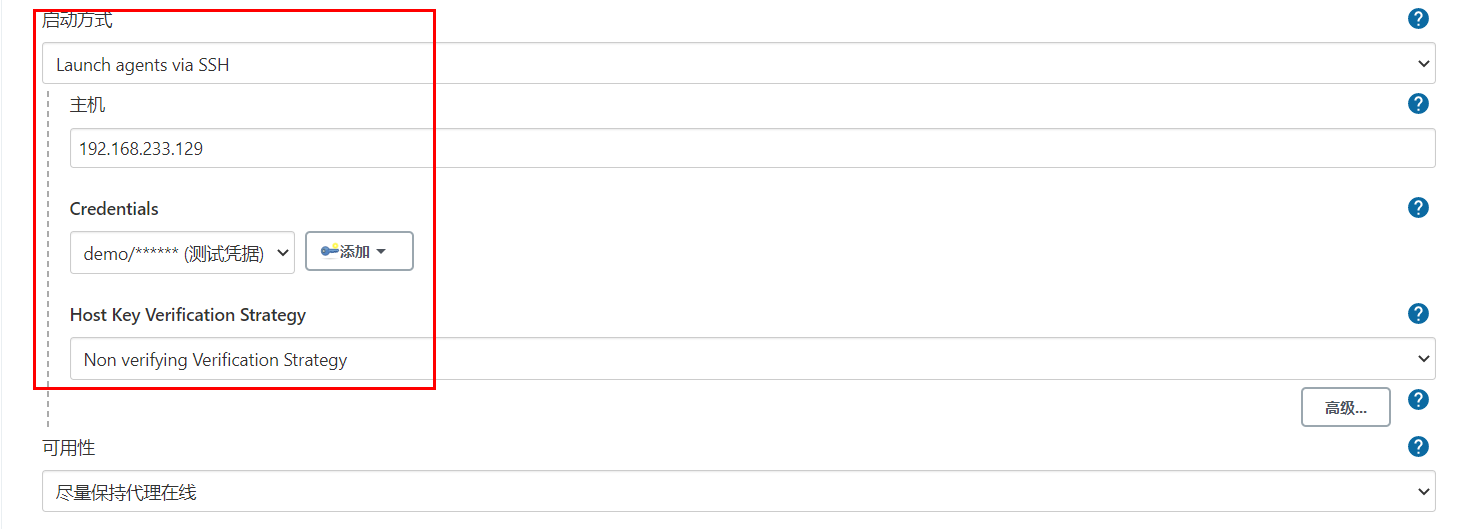 启动方式
Launch agents via SSH
主机
192.168.233.129
Credentials
demo/****** (测试凭据)
添加
Host Key Verification Strategy
Non verifying Verification Strategy
高级...
可用性
尽量保持代理在线